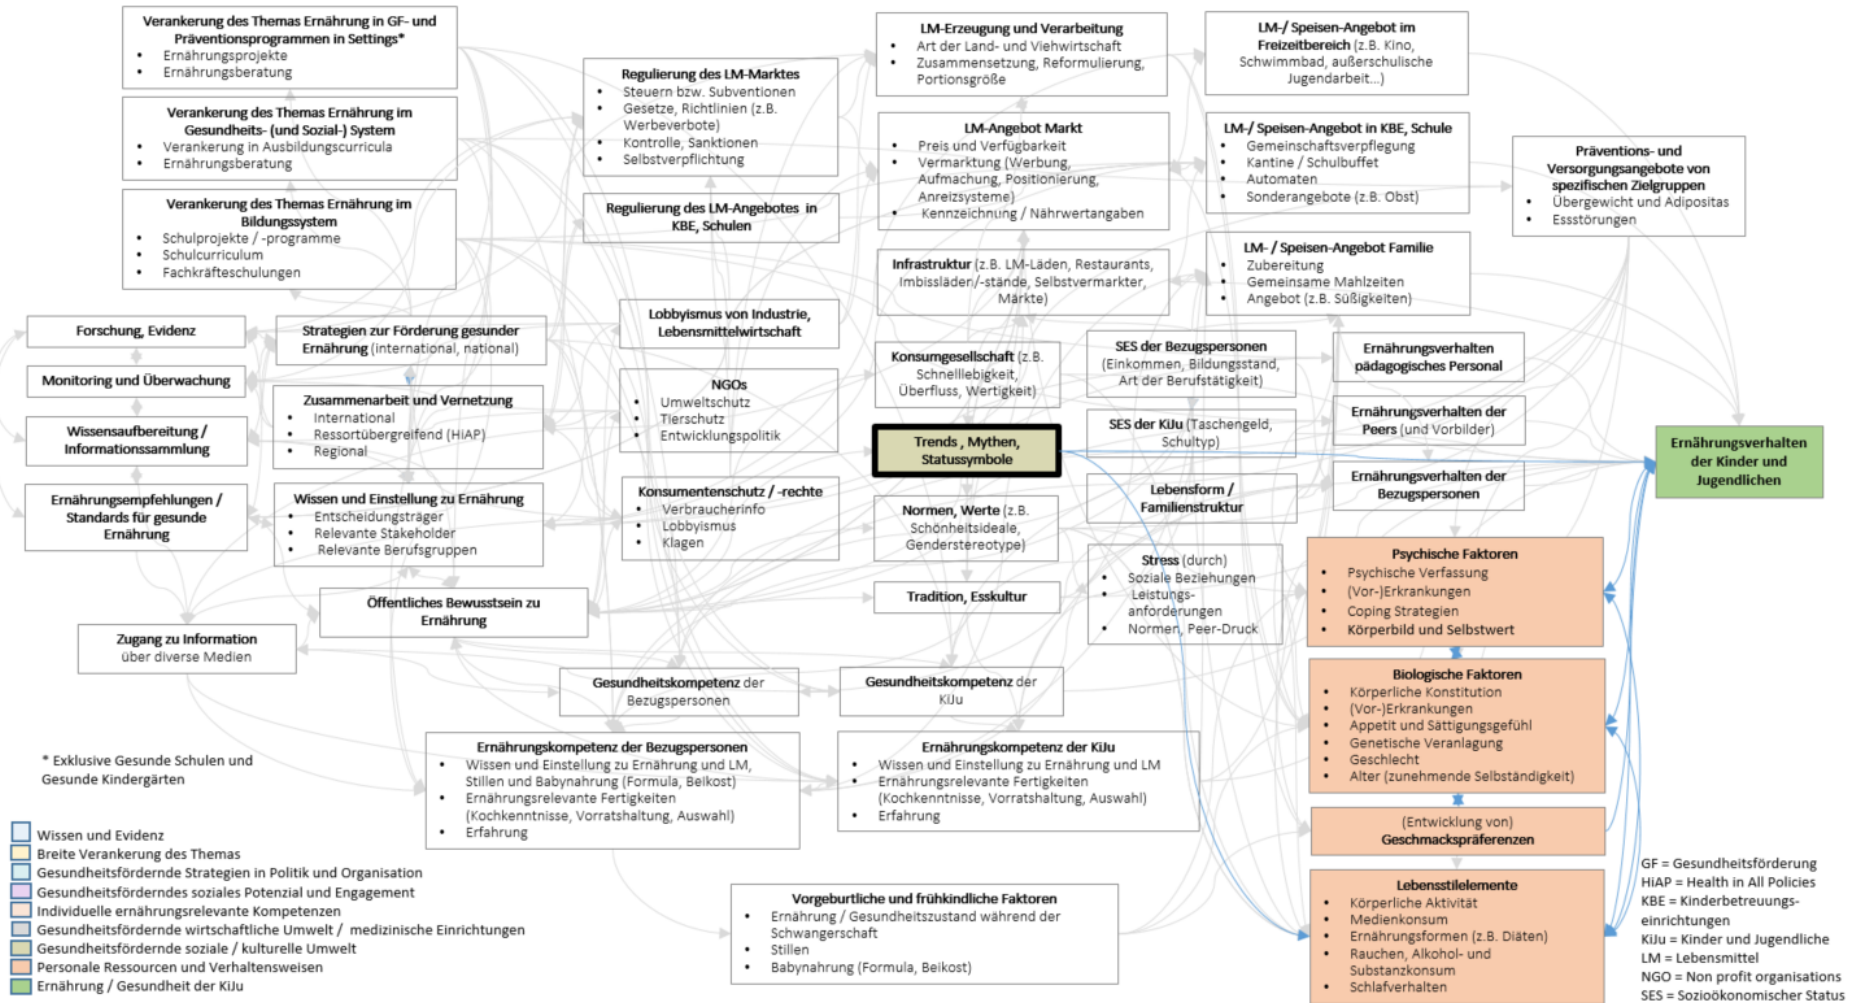 Verankerung des Themas Ernährung in GF- und
Präventionsprogrammen in Settings*
• Ernährungsprojekte
• Ernährungsberatung
Verankerung des Themas Ernährung im
Gesundheits- (und Sozial-) System
• Verankerung in Ausbildungscurricula
• Ernährungsberatung
Verankerung des Themas Ernährung im
Bildungssystem
• Schulprojekte / -programme
• Schulcurriculum
• Fachkräfteschulungen
Forschung, Evidenz
Monitoring und Überwachung
Wissensaufbereitung /
Informationssammlung
Ernährungsempfehlungen /
Standards für gesunde
Ernährung
Strategien zur Förderung gesunder
Ernährung (international, national)
Zusammenarbeit und Vernetzung
• International
• Ressortübergreifend (HiAP)
• Regional
Wissen und Einstellung zu Ernährung
• Entscheidungsträger
• Relevante Stakeholder
• Relevante Berufsgruppen
Öffentliches Bewusstsein zu
Ernährung
Zugang zu Information
über diverse Medien
Regulierung des LM-Marktes
• Steuern bzw. Subventionen
• Gesetze, Richtlinien (z.B.
Werbeverbote)
• Kontrolle, Sanktionen
• Selbstverpflichtung
Regulierung des LM-Angebotes in
KBE, Schulen
Lobbyismus von Industrie,
Lebensmittelwirtschaft
NGOs
• Umweltschutz
• Tierschutz
• Entwicklungspolitik
Konsumentenschutz / -rechte
• Verbraucherinfo
• Lobbyismus
• Klagen
Gesundheitskompetenz der
Bezugspersonen
Gesundheitskompetenz der
KiJu
Ernährungskompetenz der Bezugspersonen
• Wissen und Einstellung zu Ernährung und LM,
Stillen und Babynahrung (Formula, Beikost)
• Ernährungsrelevante Fertigkeiten
(Kochkenntnisse, Vorratshaltung, Auswahl)
• Erfahrung
Ernährungskompetenz der KiJu
• Wissen und Einstellung zu Ernährung und LM
• Ernährungsrelevante Fertigkeiten
(Kochkenntnisse, Vorratshaltung, Auswahl)
• Erfahrung
Vorgeburtliche und frühkindliche Faktoren
• Ernährung / Gesundheitszustand während der
Schwangerschaft
• Stillen
• Babynahrung (Formula, Beikost)
LM-Erzeugung und Verarbeitung
• Art der Land- und Viehwirtschaft
• Zusammensetzung, Reformulierung,
Portionsgröße
LM-Angebot Markt
• Preis und Verfügbarkeit
• Vermarktung (Werbung,
Aufmachung, Positionierung,
Anreizsysteme)
• Kennzeichnung / Nährwertangaben
Infrastruktur (z.B. LM-Läden, Restaurants,
Imbissläden/-stände, Selbstvermarkter,
Märkte)
Konsumgesellschaft (z.B.
Schnelllebigkeit,
Überfluss, Wertigkeit)
Trends , Mythen,
Statussymbole
Normen, Werte (z.B.
Schönheitsideale,
Genderstereotype)
Tradition, Esskultur
LM-/ Speisen-Angebot im
Freizeitbereich (z.B. Kino,
Schwimmbad, außerschulische
Jugendarbeit...)
LM-/ Speisen-Angebot in KBE, Schule
• Gemeinschaftsverpflegung
• Kantine / Schulbuffet
• Automaten
• Sonderangebote (z.B. Obst)
LM- / Speisen-Angebot Familie
• Zubereitung
• Gemeinsame Mahlzeiten
• Angebot (z.B. Süßigkeiten)
SES der Bezugspersonen
(Einkommen, Bildungsstand,
Art der Berufstätigkeit)
SES der KiJu (Taschengeld,
Schultyp)
Lebensform /
Familienstruktur
Stress (durch)
• Soziale Beziehungen
• Leistungs-
anforderungen
• Normen, Peer-Druck
Ernährungsverhalten
pädagogisches Personal
Ernährungsverhalten der
Peers (und Vorbilder)
Ernährungsverhalten der
Bezugspersonen
Präventions- und
Versorgungsangebote von
spezifischen Zielgruppen
• Übergewicht und Adipositas
• Essstörungen
Ernährungsverhalten
der Kinder und
Jugendlichen
Psychische Faktoren
• Psychische Verfassung
• (Vor-)Erkrankungen
• Coping Strategien
• Körperbild und Selbstwert
Biologische Faktoren
• Körperliche Konstitution
• (Vor-)Erkrankungen
• Appetit und Sättigungsgefühl
• Genetische Veranlagung
• Geschlecht
• Alter (zunehmende Selbständigkeit)
(Entwicklung von)
Geschmackspräferenzen
Lebensstilelemente
• Körperliche Aktivität
• Medienkonsum
• Ernährungsformen (z.B. Diäten)
• Rauchen, Alkohol- und
Substanzkonsum
• Schlafverhalten
* Exklusive Gesunde Schulen und
Gesunde Kindergärten
Wissen und Evidenz
Breite Verankerung des Themas
Gesundheitsfördernde Strategien in Politik und Organisation
Gesundheitsförderndes soziales Potenzial und Engagement
Individuelle ernährungsrelevante Kompetenzen
Gesundheitsfördernde wirtschaftliche Umwelt / medizinische Einrichtungen
Gesundheitsfördernde soziale / kulturelle Umwelt
Personale Ressourcen und Verhaltensweisen
Ernährung / Gesundheit der KiJu
GF = Gesundheitsförderung
HiAP = Health in All Policies
KBE = Kinderbetreuungs-
einrichtungen
KiJu = Kinder und Jugendliche
LM = Lebensmittel
NGO = Non profit organisations
SES = Sozioökonomischer Status